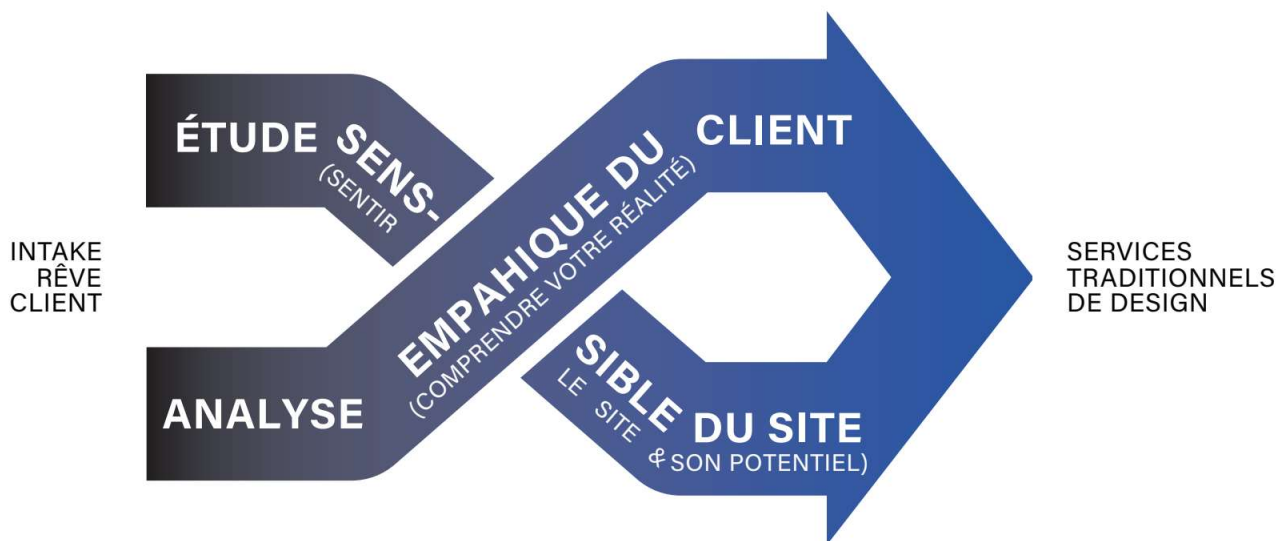 INTAKE
RÊVE
CLIENT
ÉTUDE SENS-
(SENTIR
SIBLE DU SITE
LE SITE & SON POTENTIEL)
ANALYSE EMPAHIQUE DU CLIENT
(COMPRENDRE VOTRE RÉALITÉ)
SERVICES
TRADITIONNELS
DE DESIGN